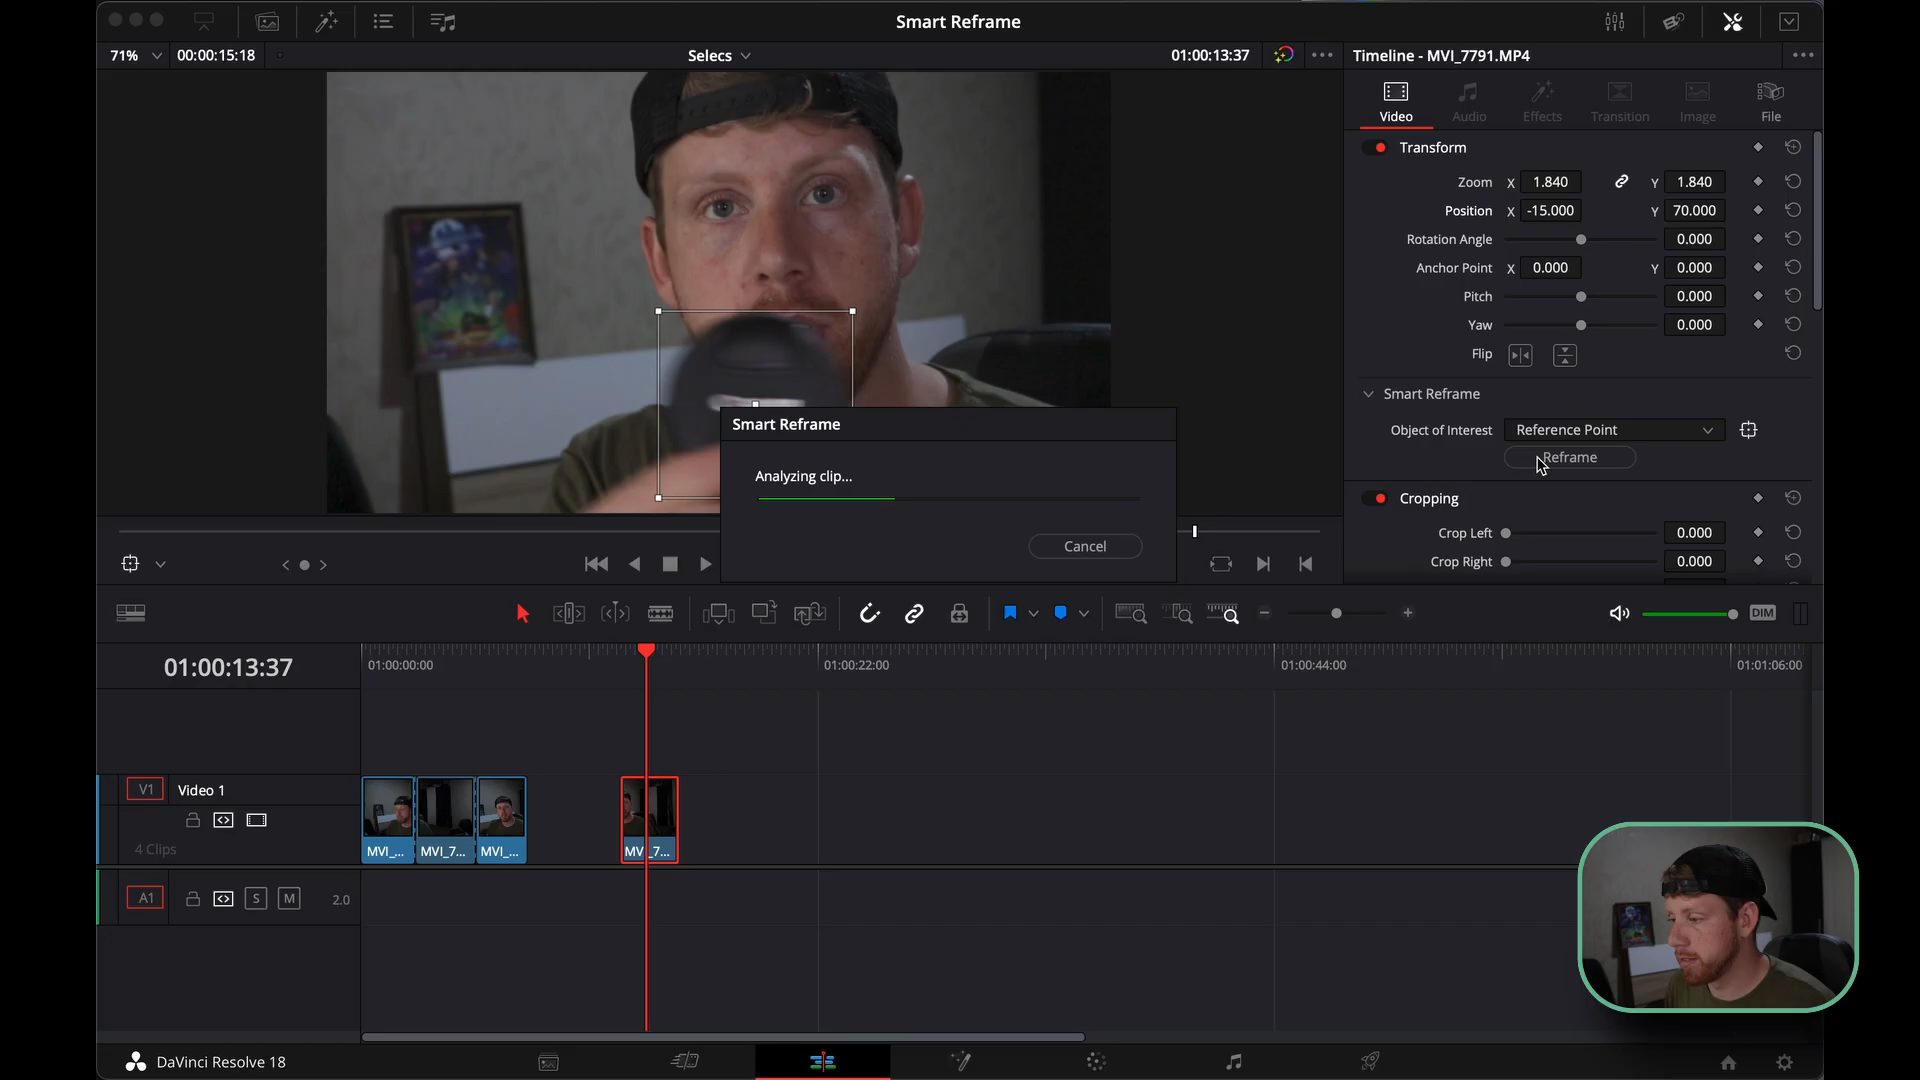 Smart Reframe
71%
00:00:15:18
Selecs
01:00:13:37
Timeline - MVI_7791.MP4
Video
Audio
Effects
Transition
Image
File
Transform
Zoom X 1.840 Y 1.840
Position X -15.000 Y 70.000
Rotation Angle 0.000
Anchor Point X 0.000 Y 0.000
Pitch 0.000
Yaw 0.000
Flip
Smart Reframe
Object of Interest Reference Point
Reframe
Cropping
Crop Left 0.000
Crop Right 0.000
Smart Reframe
Analyzing clip...
Cancel
DIM
01:00:13:37
01:00:00:00
01:00:22:00
01:00:44:00
01:01:06:00
V1 Video 1
4 Clips
MVI_...
MVI_7...
MVI_...
MVI_7...
A1 S M 2.0
DaVinci Resolve 18